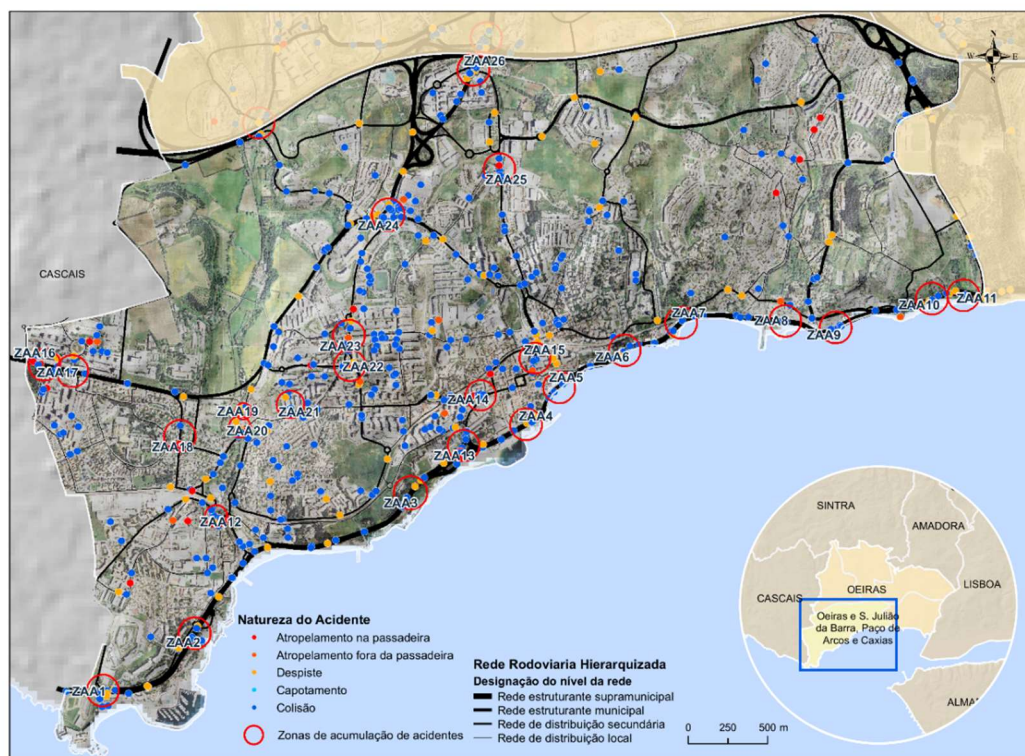 ZAA26
N
W E
S
ZAA25
ZAA24
CASCAIS
ZAA11
ZAA10
ZAA7
ZAA8
ZAA9
ZAA23
ZAA16
ZAA15
ZAA6
ZAA17
ZAA22
ZAA5
ZAA14
ZAA21
ZAA19
ZAA4
ZAA20
ZAA18
ZAA13
ZAA3
ZAA12
ZAA2
ZAA1
Natureza do Acidente
Atropelamento na passadeira
Atropelamento fora da passadeira
Despiste
Capotamento
Colisão
Zonas de acumulação de acidentes
Rede Rodoviaria Hierarquizada
Designação do nível da rede
Rede estruturante supramunicipal
Rede estruturante municipal
Rede de distribuição secundária
Rede de distribuição local
0 250 500 m
SINTRA
AMADORA
OEIRAS
LISBOA
CASCAIS
Oeiras e S. Julião
da Barra, Paço de
Arcos e Caxias
ALMA